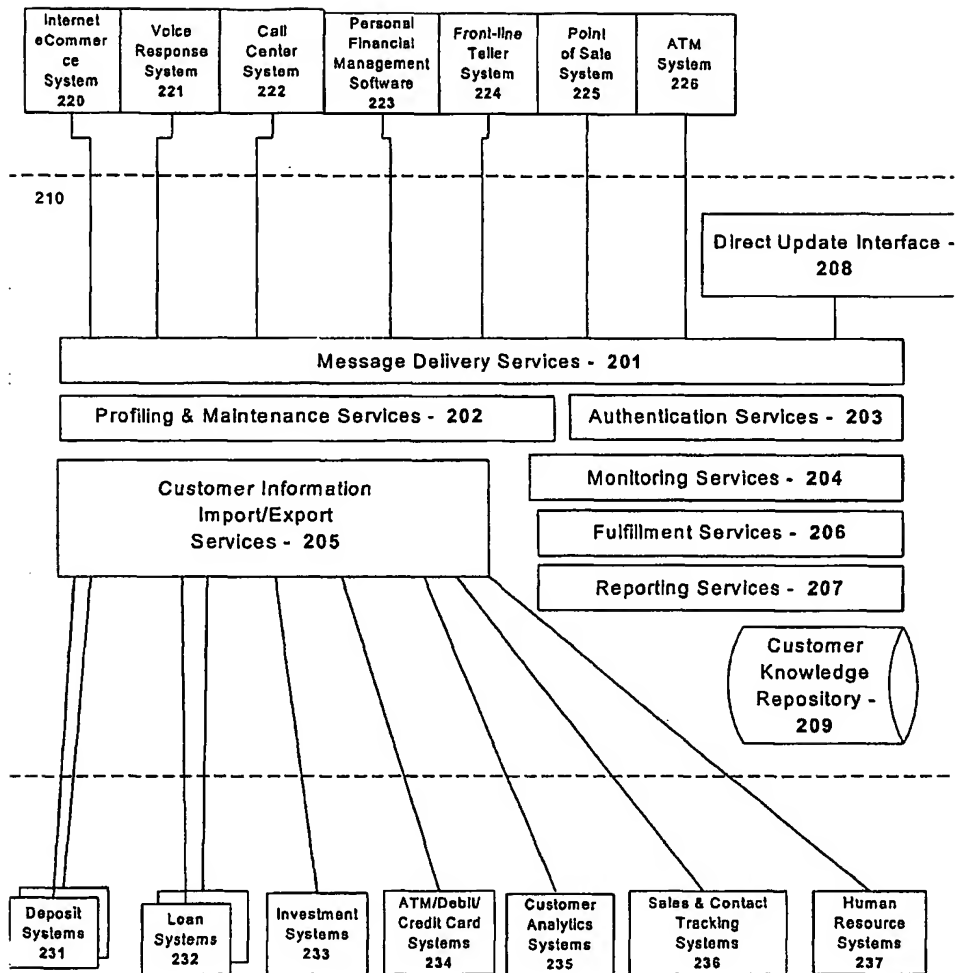 Internet
eCommer
ce
System
220
Voice
Response
System
221
Call
Center
System
222
Personal
Financial
Management
Software
223
Front-line
Teller
System
224
Point
of Sale
System
225
ATM
System
226
210
Direct Update Interface -
208
Message Delivery Services - 201
Profiling & Maintenance Services - 202
Authentication Services - 203
Customer Information
Import/Export
Services - 205
Monitoring Services - 204
Fulfillment Services - 206
Reporting Services - 207
Customer
Knowledge
Repository -
209
Deposit
Systems
231
Loan
Systems
232
Investment
Systems
233
ATM/Debit/
Credit Card
Systems
234
Customer
Analytics
Systems
235
Sales & Contact
Tracking
Systems
236
Human
Resource
Systems
237